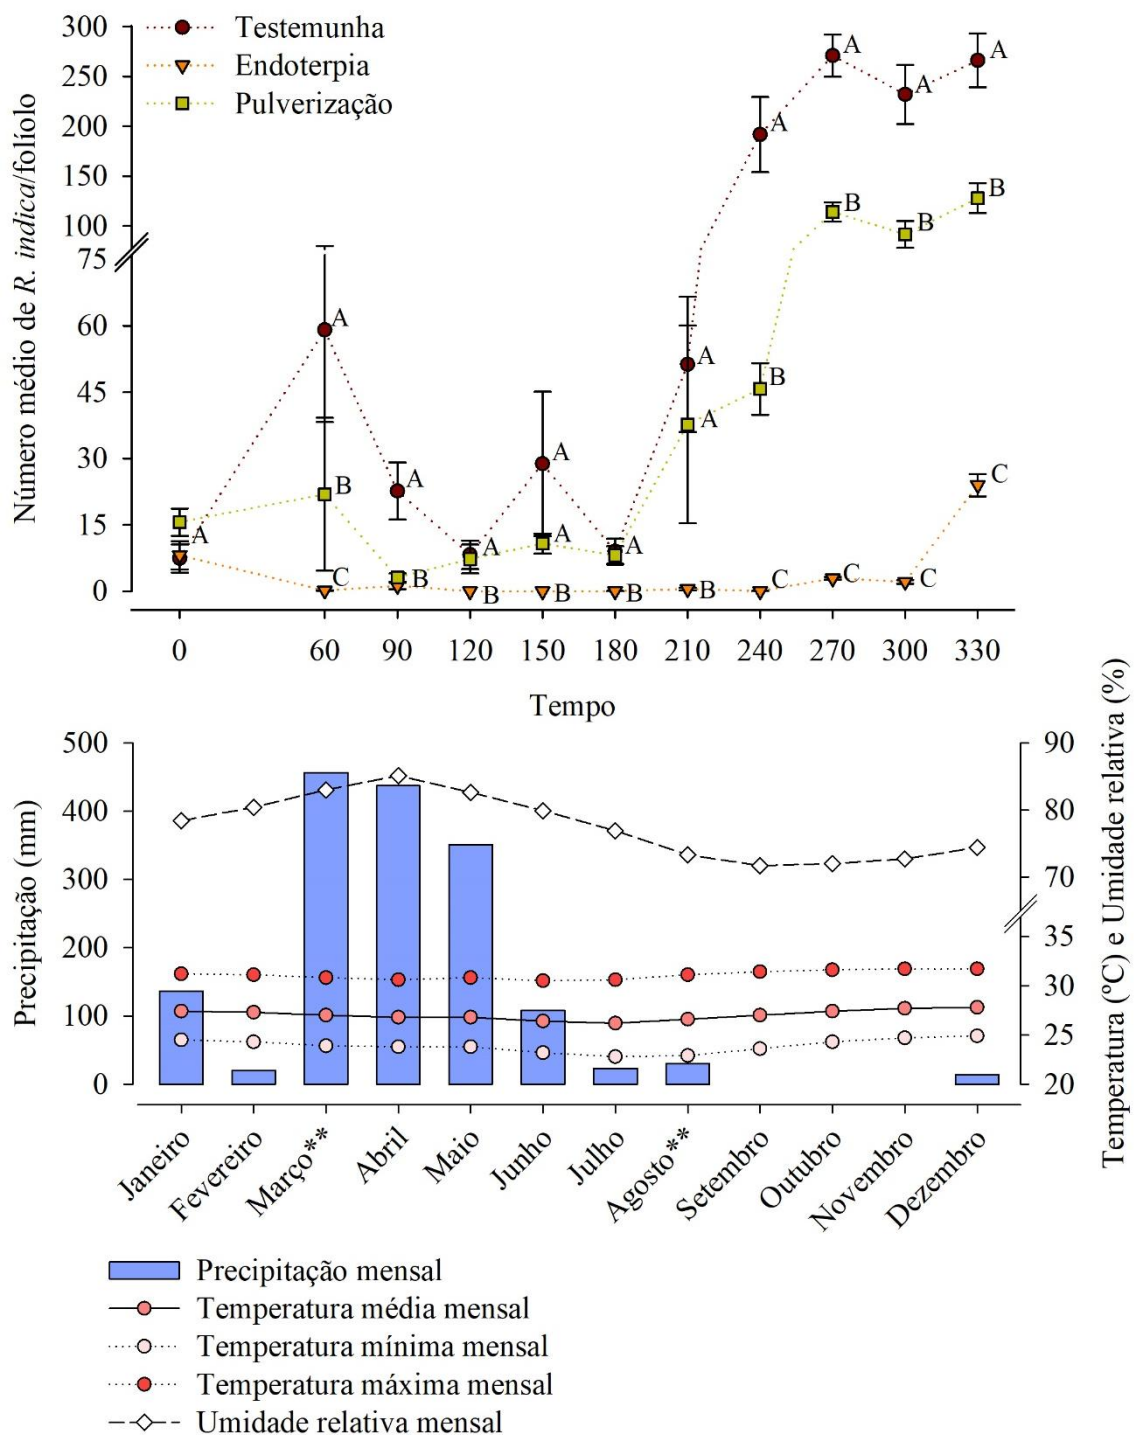 300
250
200
150
100
75
60
45
30
15
0
Número médio de R. indica/folíolo
Testemunha
Endoterpia
Pulverização
A
A
B
C
A
B
A
B
A
A
B
A
B
A
A
B
A
B
C
A
B
C
A
B
C
A
B
C
0 60 90 120 150 180 210 240 270 300 330
Tempo
500
400
300
200
100
0
Precipitação (mm)
90
80
70
35
30
25
20
Temperatura (ºC) e Umidade relativa (%)
Janeiro
Fevereiro
Março**
Abril
Maio
Junho
Julho
Agosto**
Setembro
Outubro
Novembro
Dezembro
Precipitação mensal
Temperatura média mensal
Temperatura mínima mensal
Temperatura máxima mensal
Umidade relativa mensal